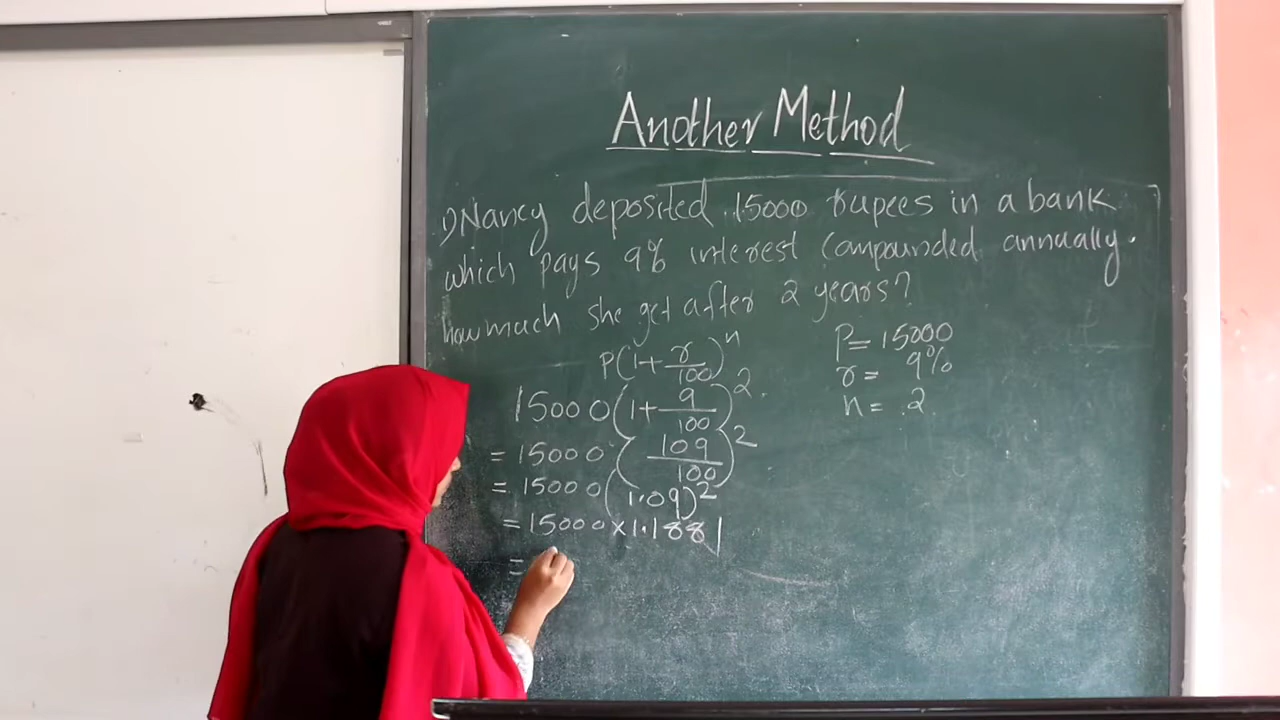 Another Method
1) Nancy deposited 15000 rupees in a bank
which pays 9% interest Compounded annually.
how much she get after 2 years?
P(1+r/100)^n
P = 15000
r = 9%
n = 2
15000(1+9/100)^2
= 15000(109/100)^2
= 15000(1.09)^2
= 15000×1.1881
=